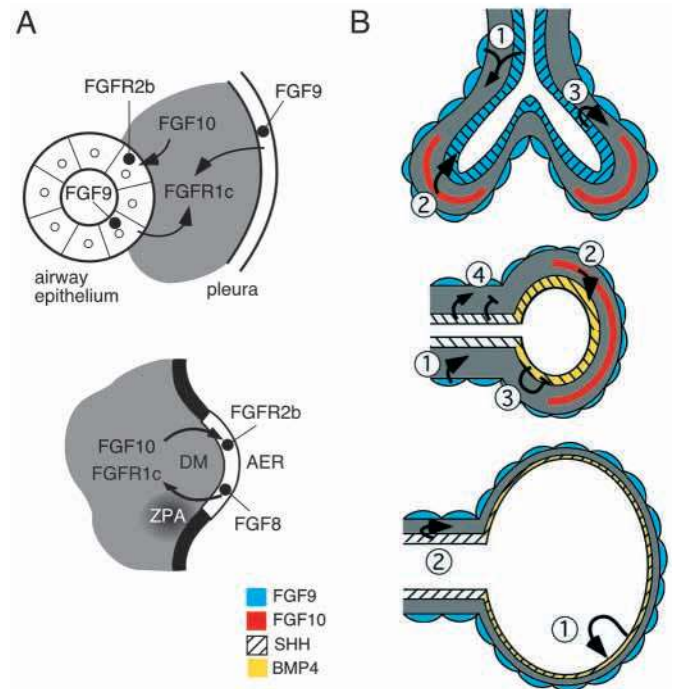 A
FGFR2b
FGF9
FGF10
FGF9
FGFR1c
airway
epithelium
pleura
FGFR2b
FGF10
DM
AER
FGFR1c
ZPA
FGF8
FGF9
FGF10
SHH
BMP4
B
1
3
2
2
4
1
3
2
1